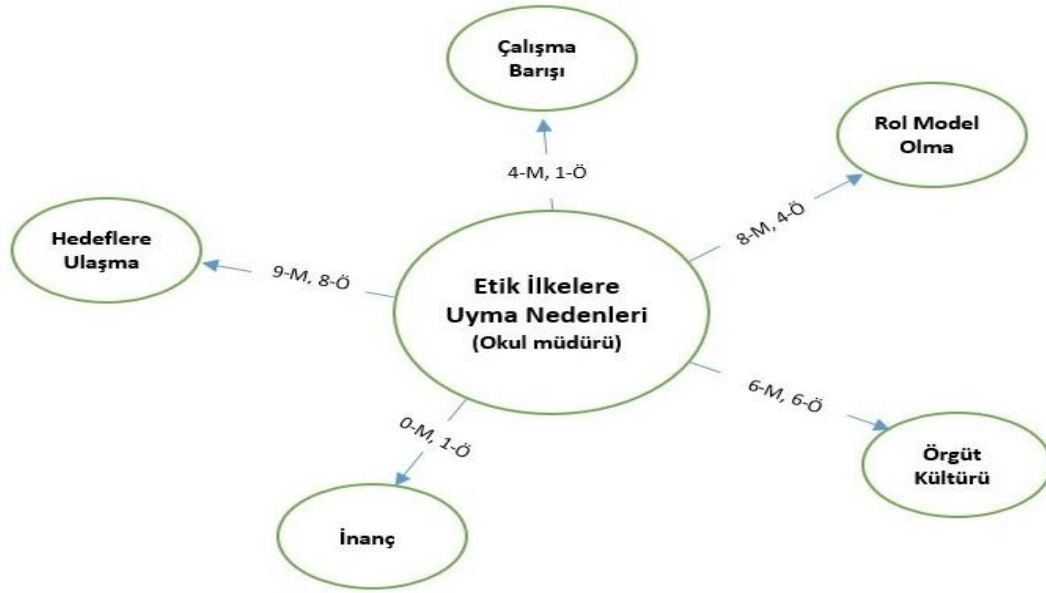 Çalışma
Barışı
4-M, 1-Ö
Rol Model
Olma
8-M, 4-Ö
Hedeflere
Ulaşma
9-M, 8-Ö
Etik İlkelere
Uyma Nedenleri
(Okul müdürü)
6-M, 6-Ö
Örgüt
Kültürü
0-M, 1-Ö
İnanç